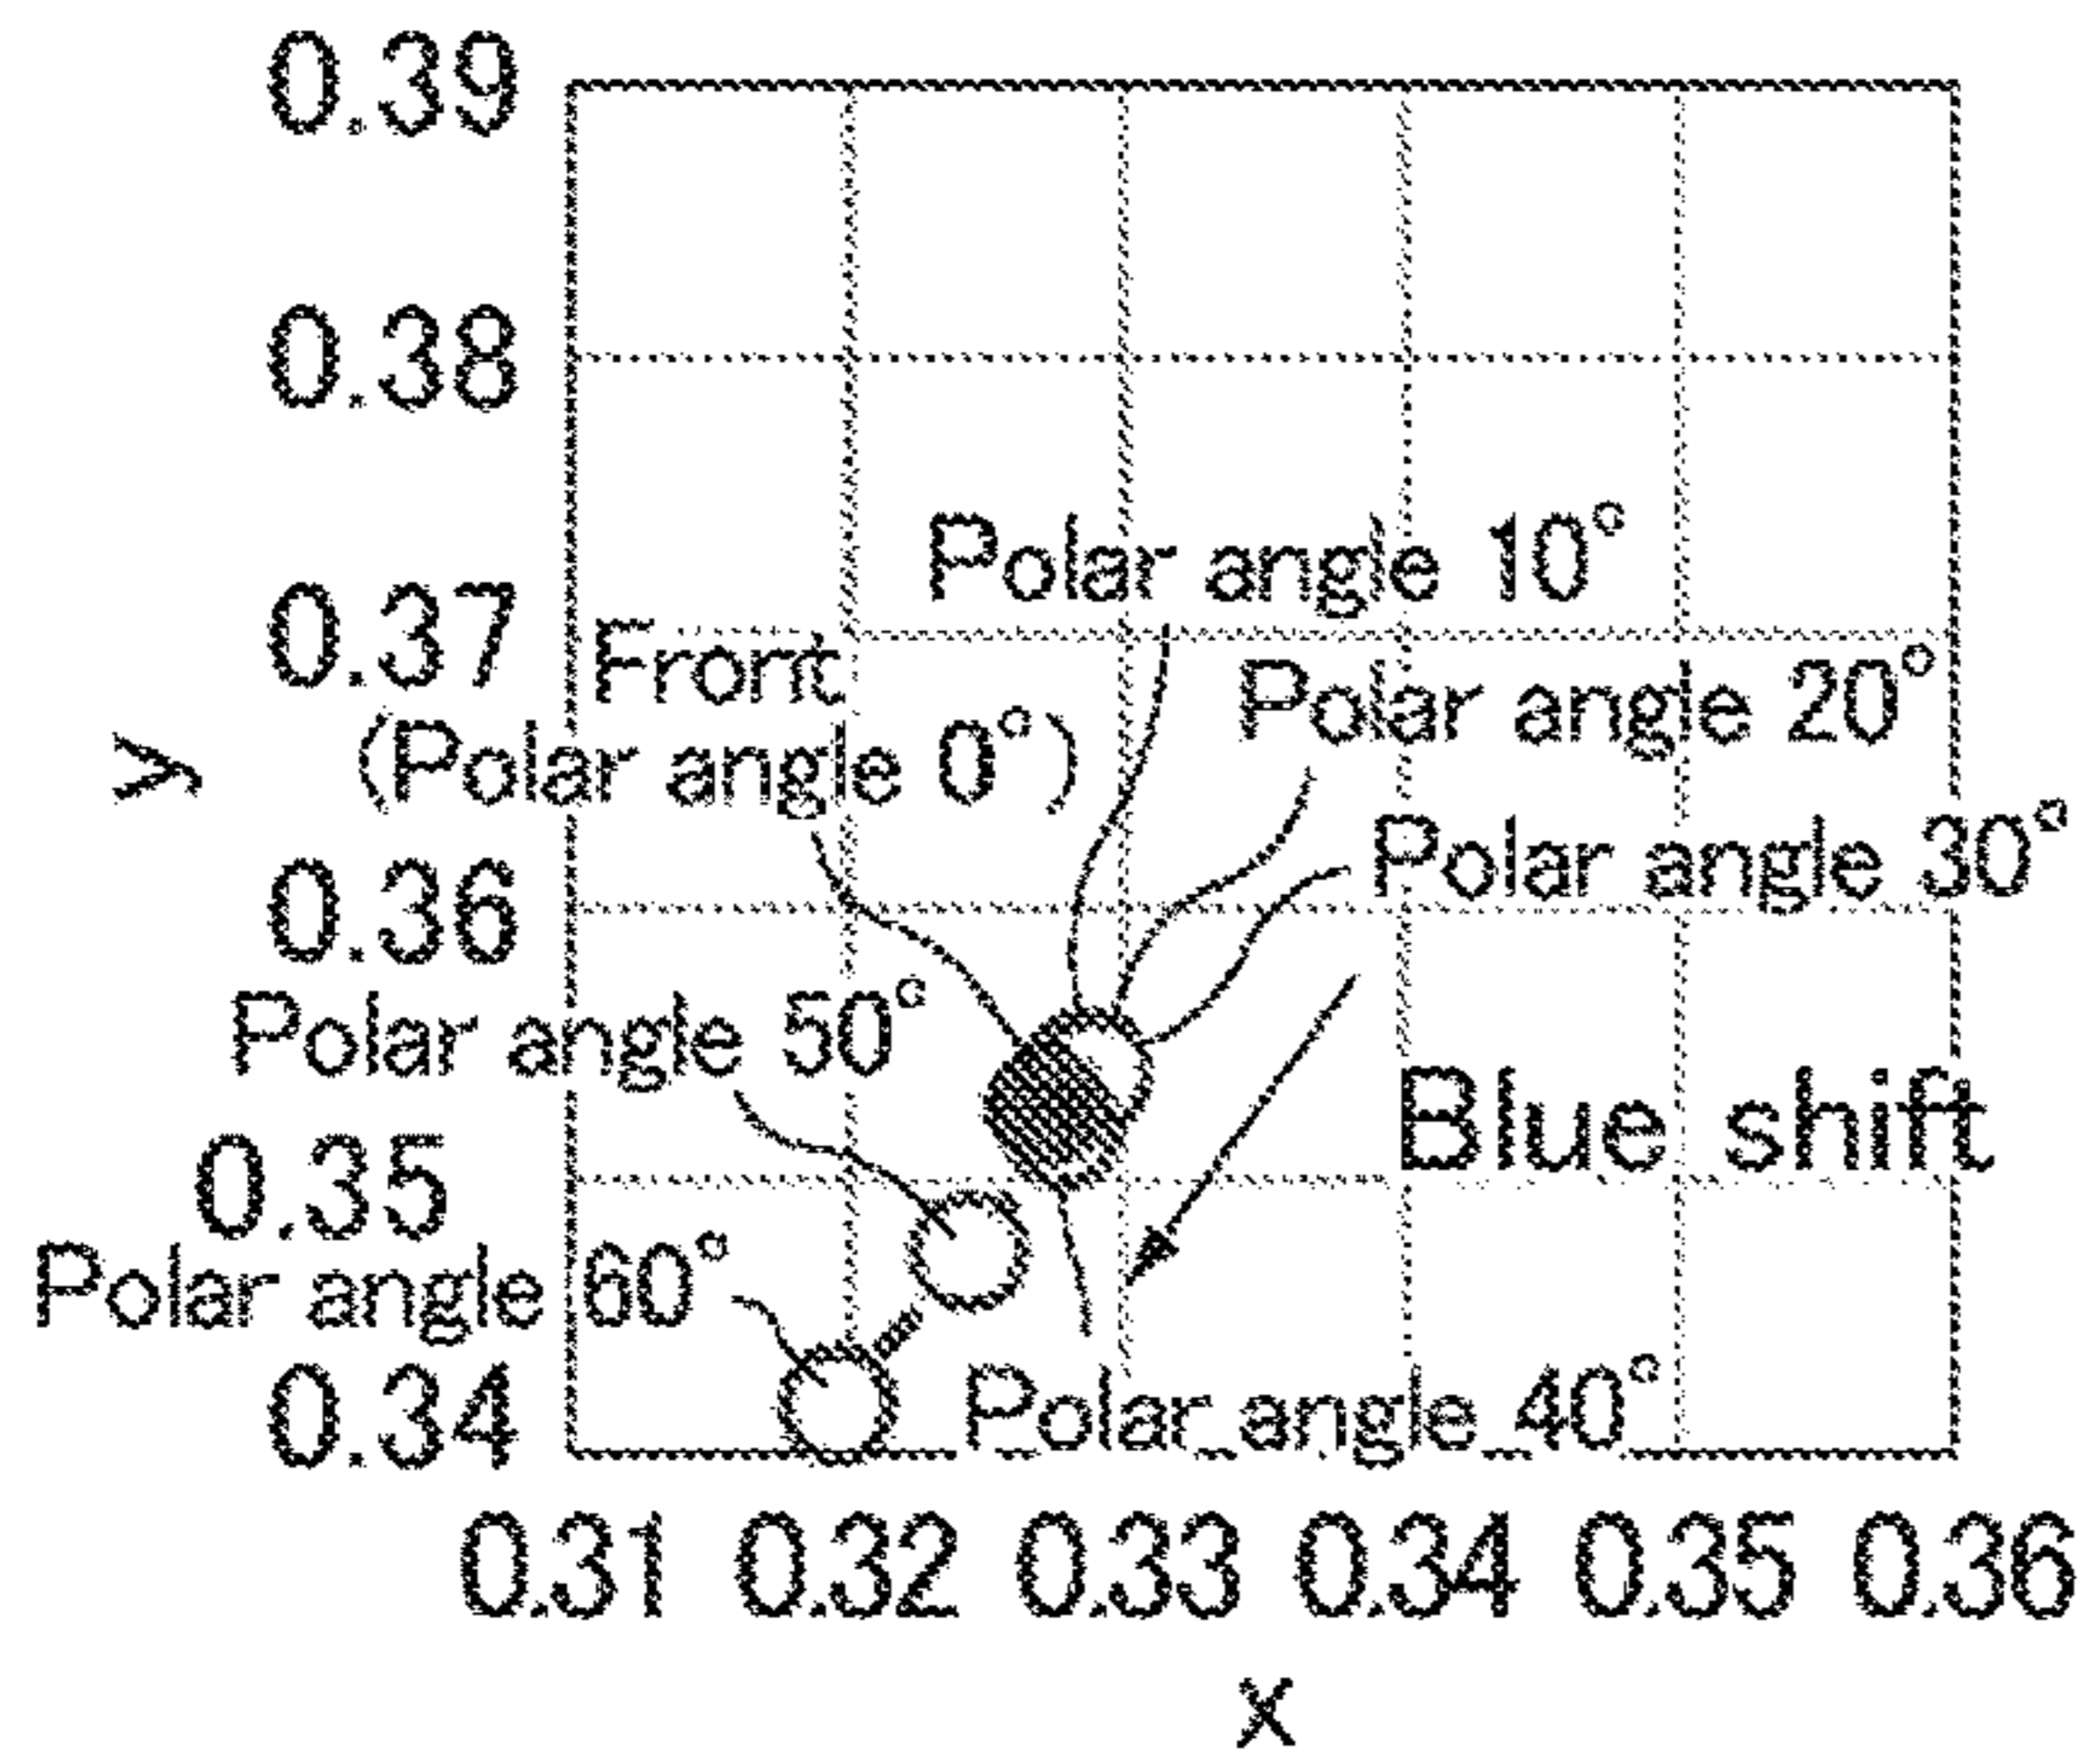 0.39
0.38
Polar angle 10°
0.37
Front
Polar angle 20°
y
(Polar angle 0°)
Polar angle 30°
0.36
Polar angle 50°
Blue shift
0.35
Polar angle 60°
0.34
Polar angle 40°
0.31 0.32 0.33 0.34 0.35 0.36
x